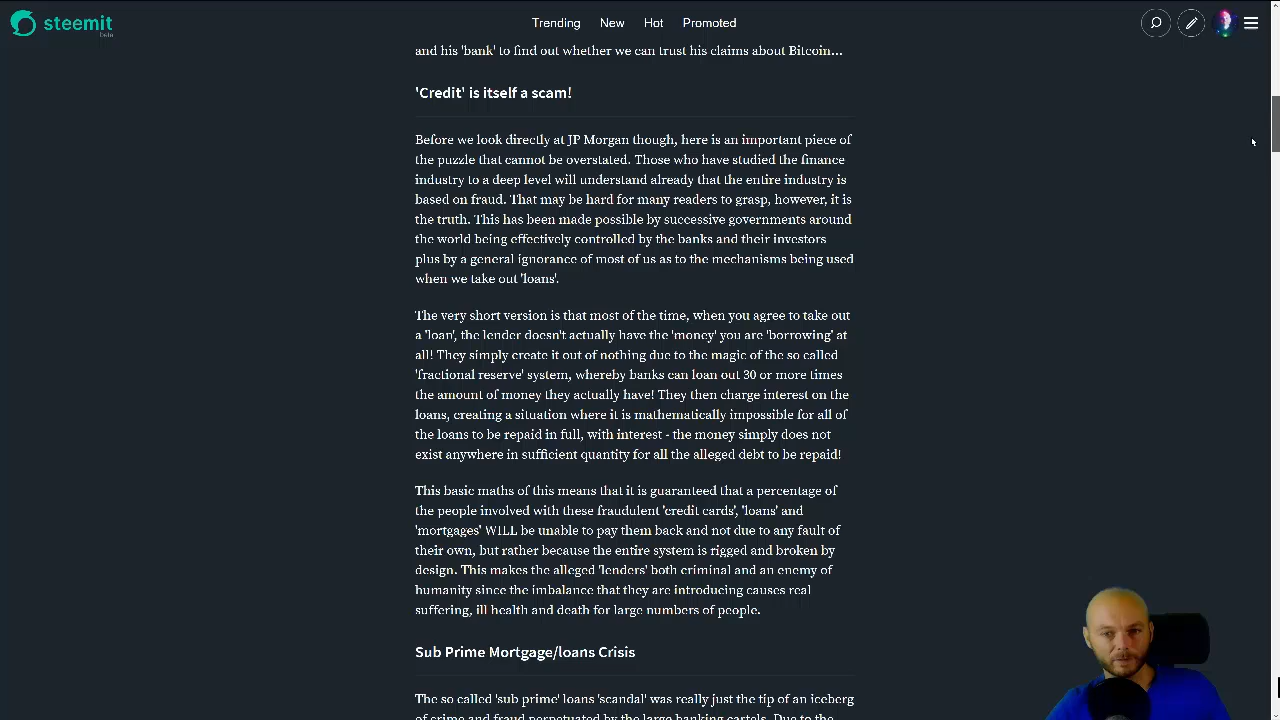 steemit
beta
Trending New Hot Promoted
and his 'bank' to find out whether we can trust his claims about Bitcoin...
'Credit' is itself a scam!
Before we look directly at JP Morgan though, here is an important piece of
the puzzle that cannot be overstated. Those who have studied the finance
industry to a deep level will understand already that the entire industry is
based on fraud. That may be hard for many readers to grasp, however, it is
the truth. This has been made possible by successive governments around
the world being effectively controlled by the banks and their investors
plus by a general ignorance of most of us as to the mechanisms being used
when we take out 'loans'.
The very short version is that most of the time, when you agree to take out
a 'loan', the lender doesn't actually have the 'money' you are 'borrowing' at
all! They simply create it out of nothing due to the magic of the so called
'fractional reserve' system, whereby banks can loan out 30 or more times
the amount of money they actually have! They then charge interest on the
loans, creating a situation where it is mathematically impossible for all of
the loans to be repaid in full, with interest - the money simply does not
exist anywhere in sufficient quantity for all the alleged debt to be repaid!
This basic maths of this means that it is guaranteed that a percentage of
the people involved with these fraudulent 'credit cards', 'loans' and
'mortgages' WILL be unable to pay them back and not due to any fault of
their own, but rather because the entire system is rigged and broken by
design. This makes the alleged 'lenders' both criminal and an enemy of
humanity since the imbalance that they are introducing causes real
suffering, ill health and death for large numbers of people.
Sub Prime Mortgage/loans Crisis
The so called 'sub prime' loans 'scandal' was really just the tip of an iceberg
of crime and fraud perpetuated by the large banking cartels. Due to the